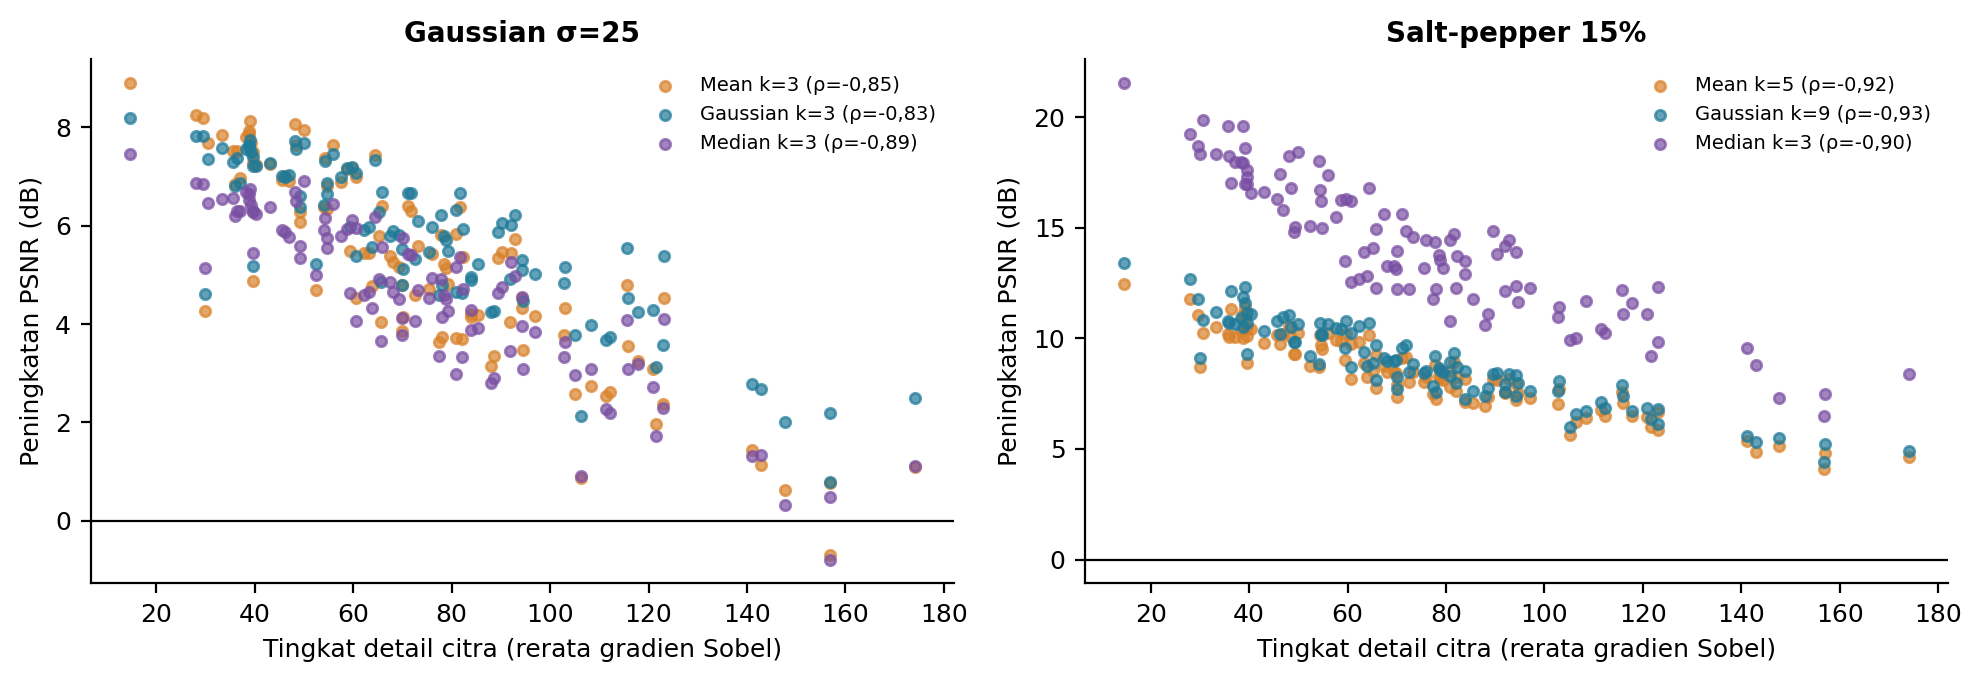 Gaussian σ=25
Peningkatan PSNR (dB)
8
6
4
2
0
Mean k=3 (ρ=-0,85)
Gaussian k=3 (ρ=-0,83)
Median k=3 (ρ=-0,89)
20 40 60 80 100 120 140 160 180
Tingkat detail citra (rerata gradien Sobel)
Salt-pepper 15%
Peningkatan PSNR (dB)
20
15
10
5
0
Mean k=5 (ρ=-0,92)
Gaussian k=9 (ρ=-0,93)
Median k=3 (ρ=-0,90)
20 40 60 80 100 120 140 160 180
Tingkat detail citra (rerata gradien Sobel)